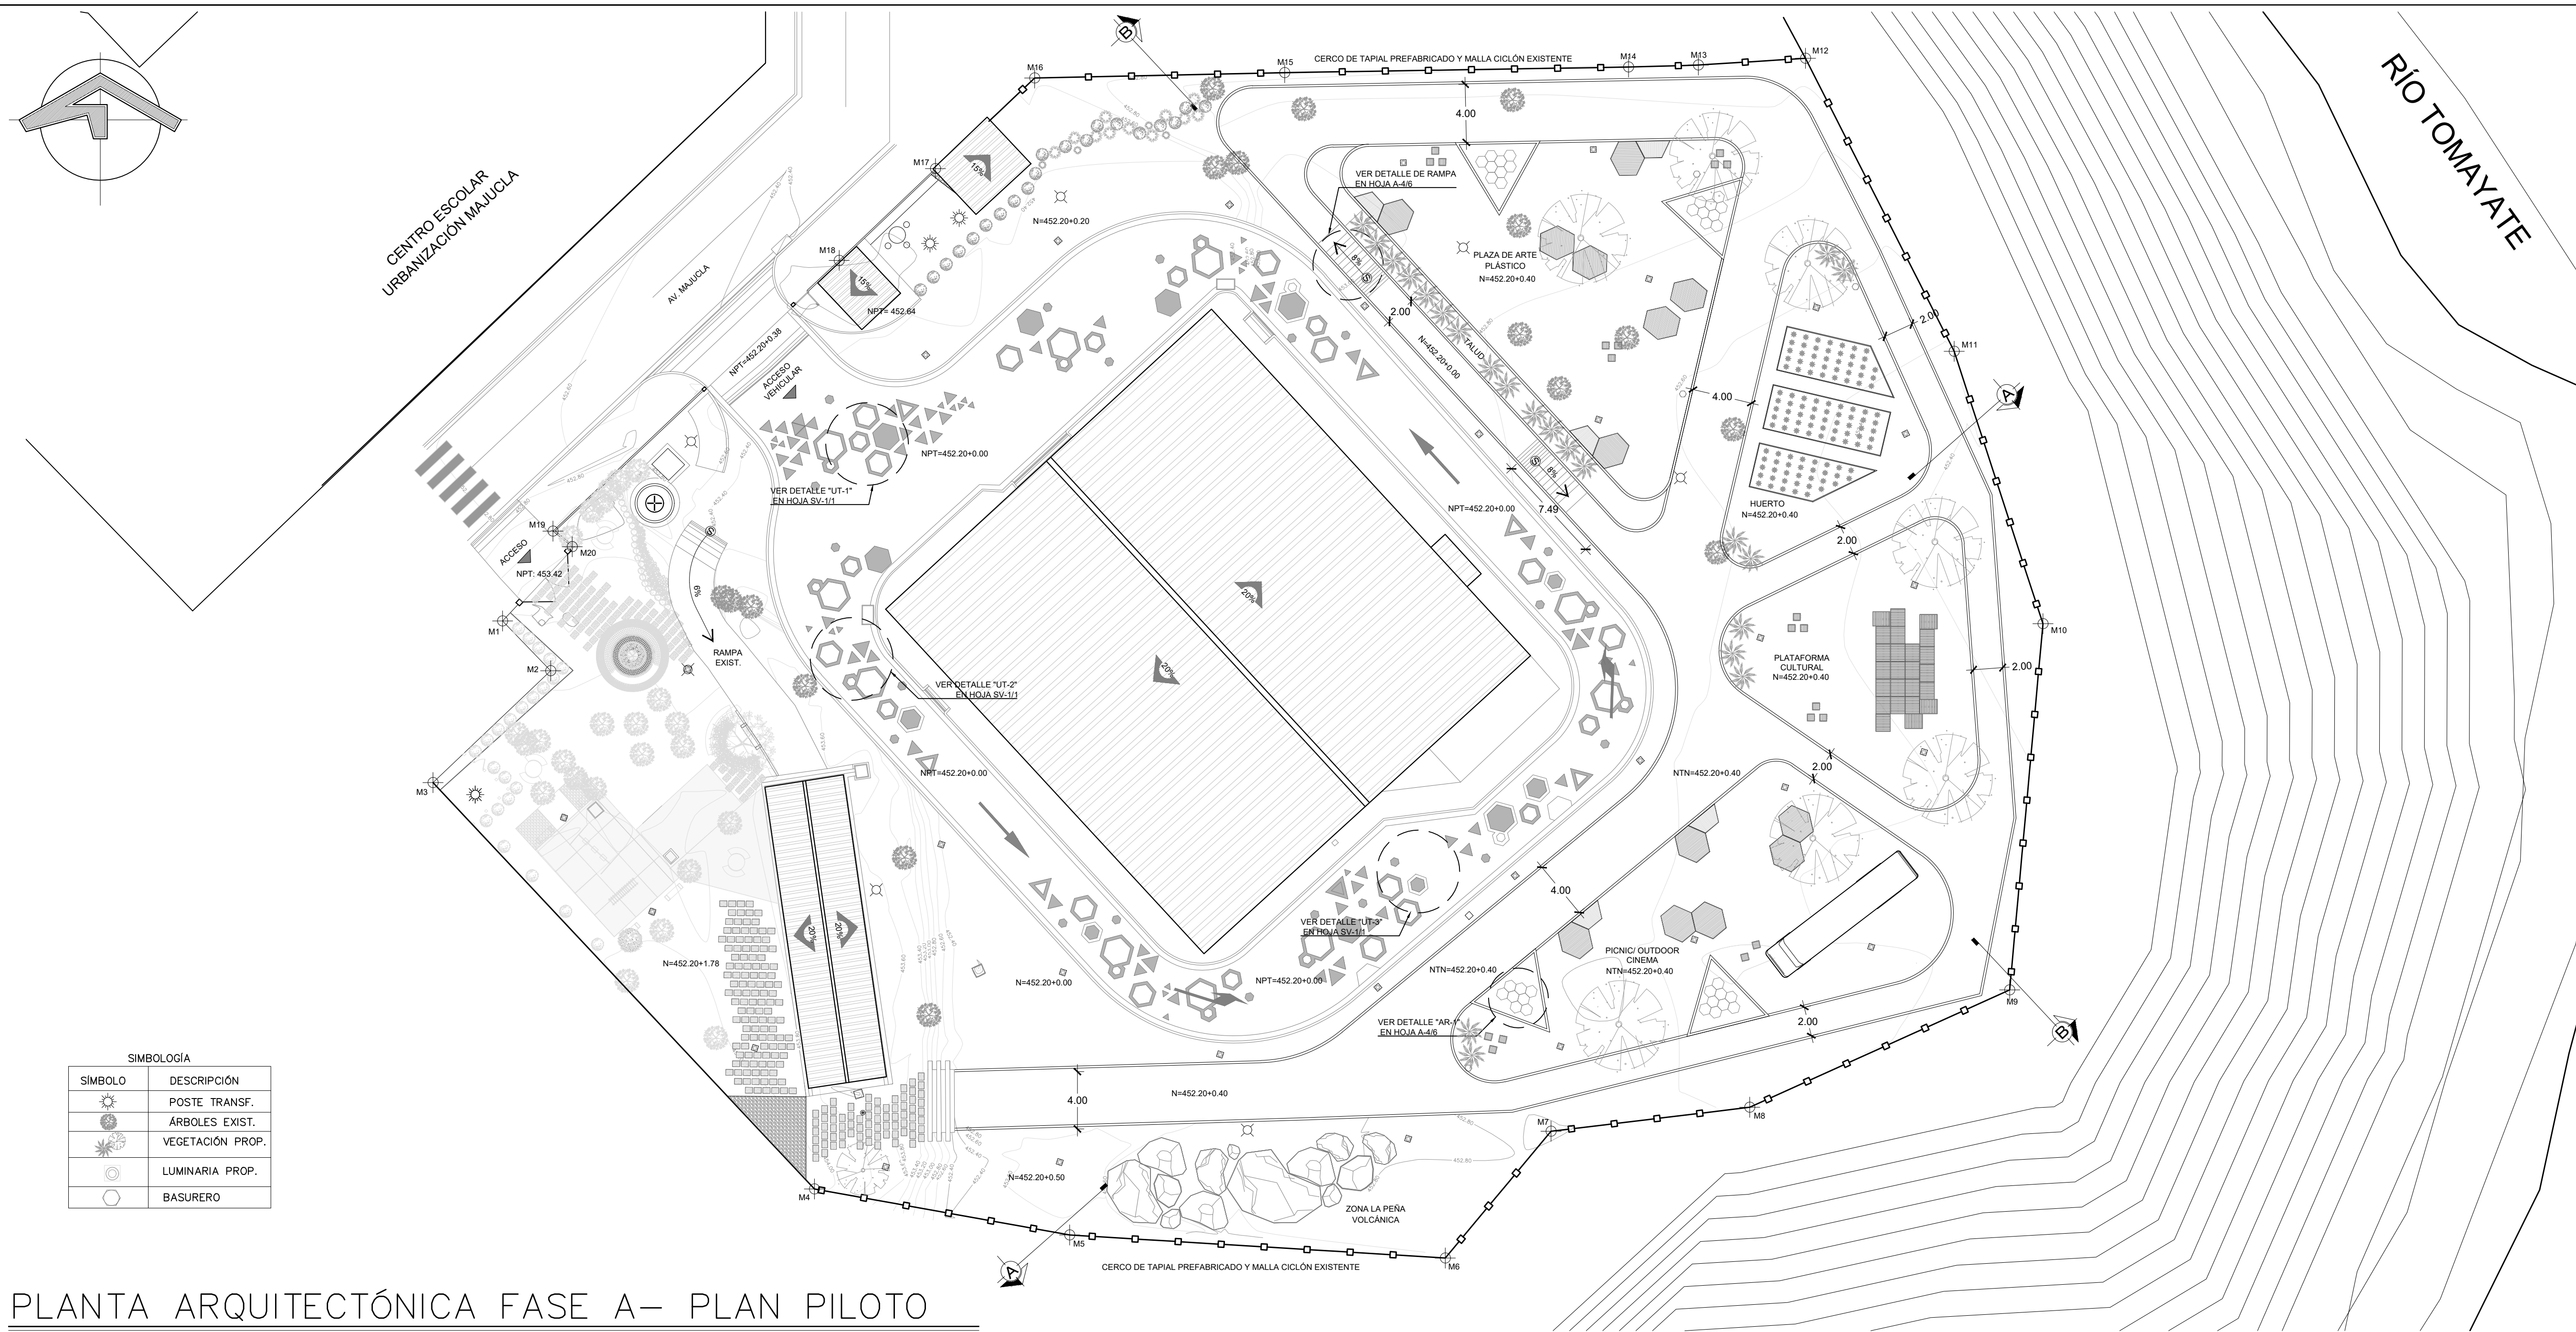 B
CERCO DE TAPIAL PREFABRICADO Y MALLA CICLÓN EXISTENTE
M16
M15
M14
M13
M12
RÍO TOMAYATE
CENTRO ESCOLAR
URBANIZACIÓN MAJUCLA
AV. MAJUCLA
M17
15%
4.00
VER DETALLE DE RAMPA
EN HOJA A-4/6
N=452.20+0.20
M18
15%
NPT= 452.64
8%
S
PLAZA DE ARTE
PLÁSTICO
N=452.20+0.40
2.00
N=452.20+0.00
TALUD
2.00
M11
NPT=452.20+0.38
ACCESO
VEHICULAR
4.00
A
NPT=452.20+0.00
VER DETALLE "UT-1"
EN HOJA SV-1/1
S
8%
7.49
NPT=452.20+0.00
HUERTO
N=452.20+0.40
2.00
M19
M20
ACCESO
NPT: 453.42
S
6%
RAMPA
EXIST.
M1
M2
M3
20%
20%
VER DETALLE "UT-2"
EN HOJA SV-1/1
M10
PLATAFORMA
CULTURAL
N=452.20+0.40
2.00
NPT=452.20+0.00
NTN=452.20+0.40
2.00
4.00
20%
20%
VER DETALLE "UT-3"
EN HOJA SV-1/1
PICNIC/ OUTDOOR
CINEMA
NTN=452.20+0.40
N=452.20+1.78
N=452.20+0.00
NPT=452.20+0.00
NTN=452.20+0.40
M9
VER DETALLE "AR-1"
EN HOJA A-4/6
2.00
B
4.00
N=452.20+0.40
M8
M7
N=452.20+0.50
M4
ZONA LA PEÑA
VOLCÁNICA
M5
M6
A
CERCO DE TAPIAL PREFABRICADO Y MALLA CICLÓN EXISTENTE
452.40
452.60
452.80
453.60
SIMBOLOGÍA
SÍMBOLO DESCRIPCIÓN
POSTE TRANSF.
ÁRBOLES EXIST.
VEGETACIÓN PROP.
LUMINARIA PROP.
BASURERO
PLANTA ARQUITECTÓNICA FASE A– PLAN PILOTO